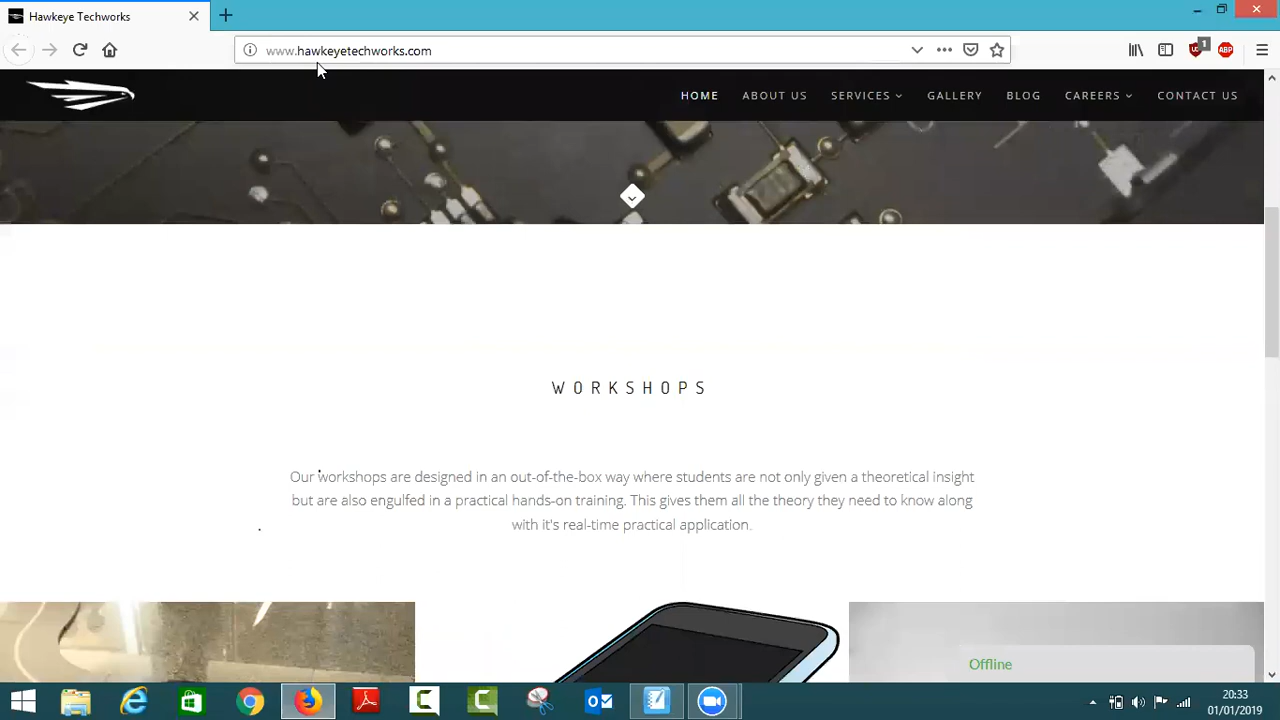 Hawkeye Techworks
www.hawkeyetechworks.com
1
ABP
HOME ABOUT US SERVICES GALLERY BLOG CAREERS CONTACT US
WORKSHOPS
Our workshops are designed in an out-of-the-box way where students are not only given a theoretical insight
but are also engulfed in a practical hands-on training. This gives them all the theory they need to know along
with it's real-time practical application.
Offline
20:33
01/01/2019